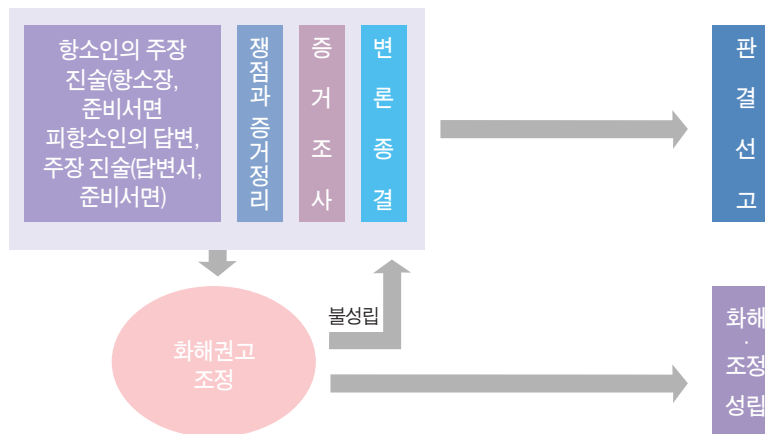 항소인의 주장
진술(항소장,
준비서면
피항소인의 답변,
주장 진술(답변서,
준비서면)
쟁점과 증거정리
증거조사
변론종결
판결선고
불성립
화해권고
조정
화해
·
조정
성립